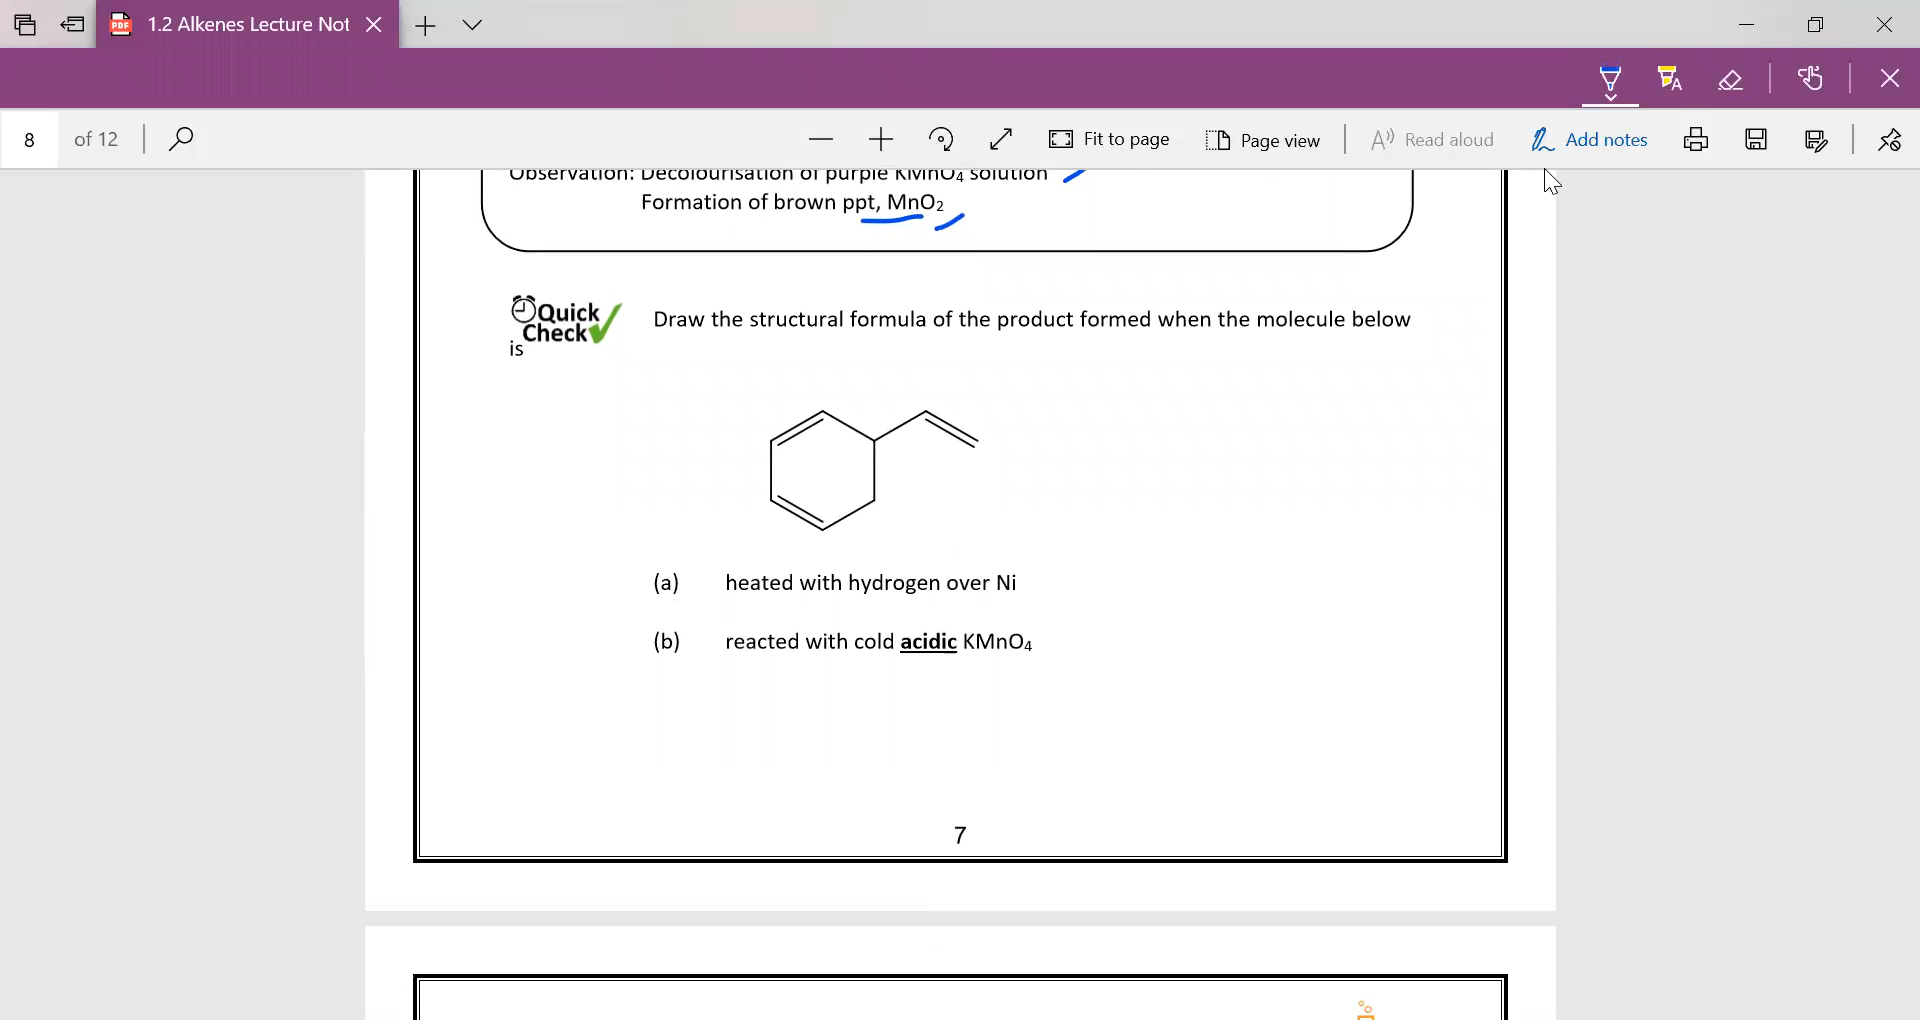 1.2 Alkenes Lecture Not
8 of 12
Fit to page
Page view
Read aloud
Add notes
Observation: Decolourisation of purple KMnO₄ solution
Formation of brown ppt, MnO₂
Quick Check
Draw the structural formula of the product formed when the molecule below
is
(a) heated with hydrogen over Ni
(b) reacted with cold acidic KMnO₄
7